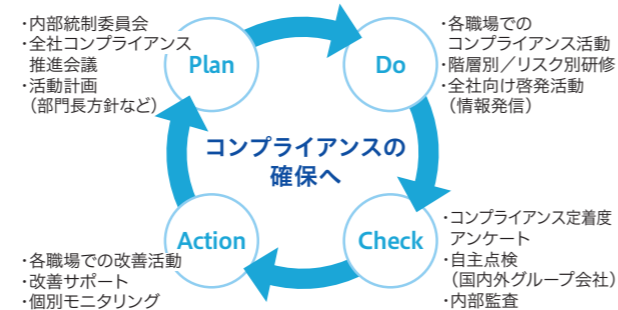 ・内部統制委員会
・全社コンプライアンス
推進会議
・活動計画
（部門長方針など）
Plan
Do
・各職場での
コンプライアンス活動
・階層別／リスク別研修
・全社向け啓発活動
（情報発信）
コンプライアンスの
確保へ
Action
・各職場での改善活動
・改善サポート
・個別モニタリング
Check
・コンプライアンス定着度
アンケート
・自主点検
（国内外グループ会社）
・内部監査